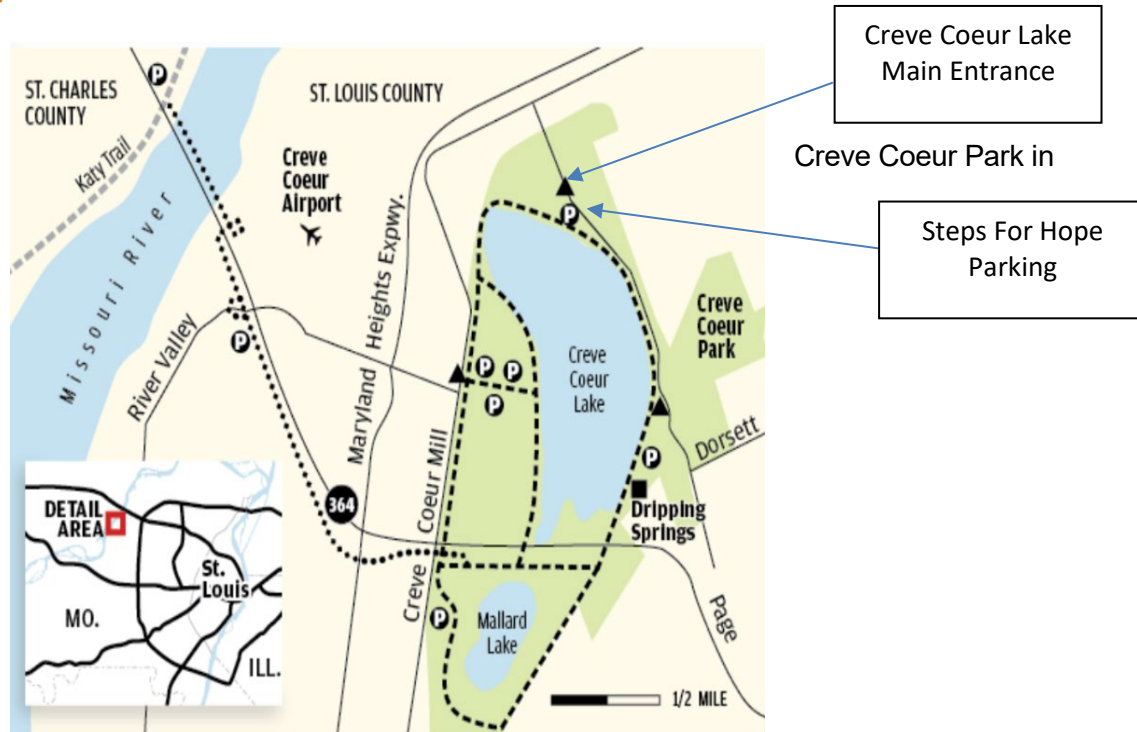 Creve Coeur Lake
Main Entrance
Creve Coeur Park in
Steps For Hope
Parking
P
ST. CHARLES
COUNTY
ST. LOUIS COUNTY
Katy Trail
Missouri River
Creve
Coeur
Airport
Maryland Heights Expwy.
P
Creve
Coeur
Park
River Valley
P
Creve
Coeur
Lake
P P
P
Creve Coeur Mill
Dorsett
P
Dripping
Springs
364
DETAIL
AREA
St.
Louis
MO.
ILL.
P
Mallard
Lake
Page
1/2 MILE